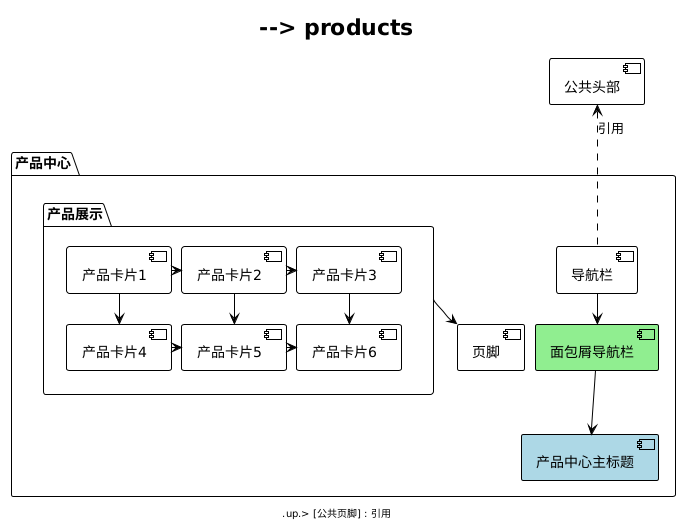 --> products
公共头部
引用
产品中心
产品展示
产品卡片1
产品卡片2
产品卡片3
导航栏
产品卡片4
产品卡片5
产品卡片6
页脚
面包屑导航栏
产品中心主标题
.up.> [公共页脚] : 引用